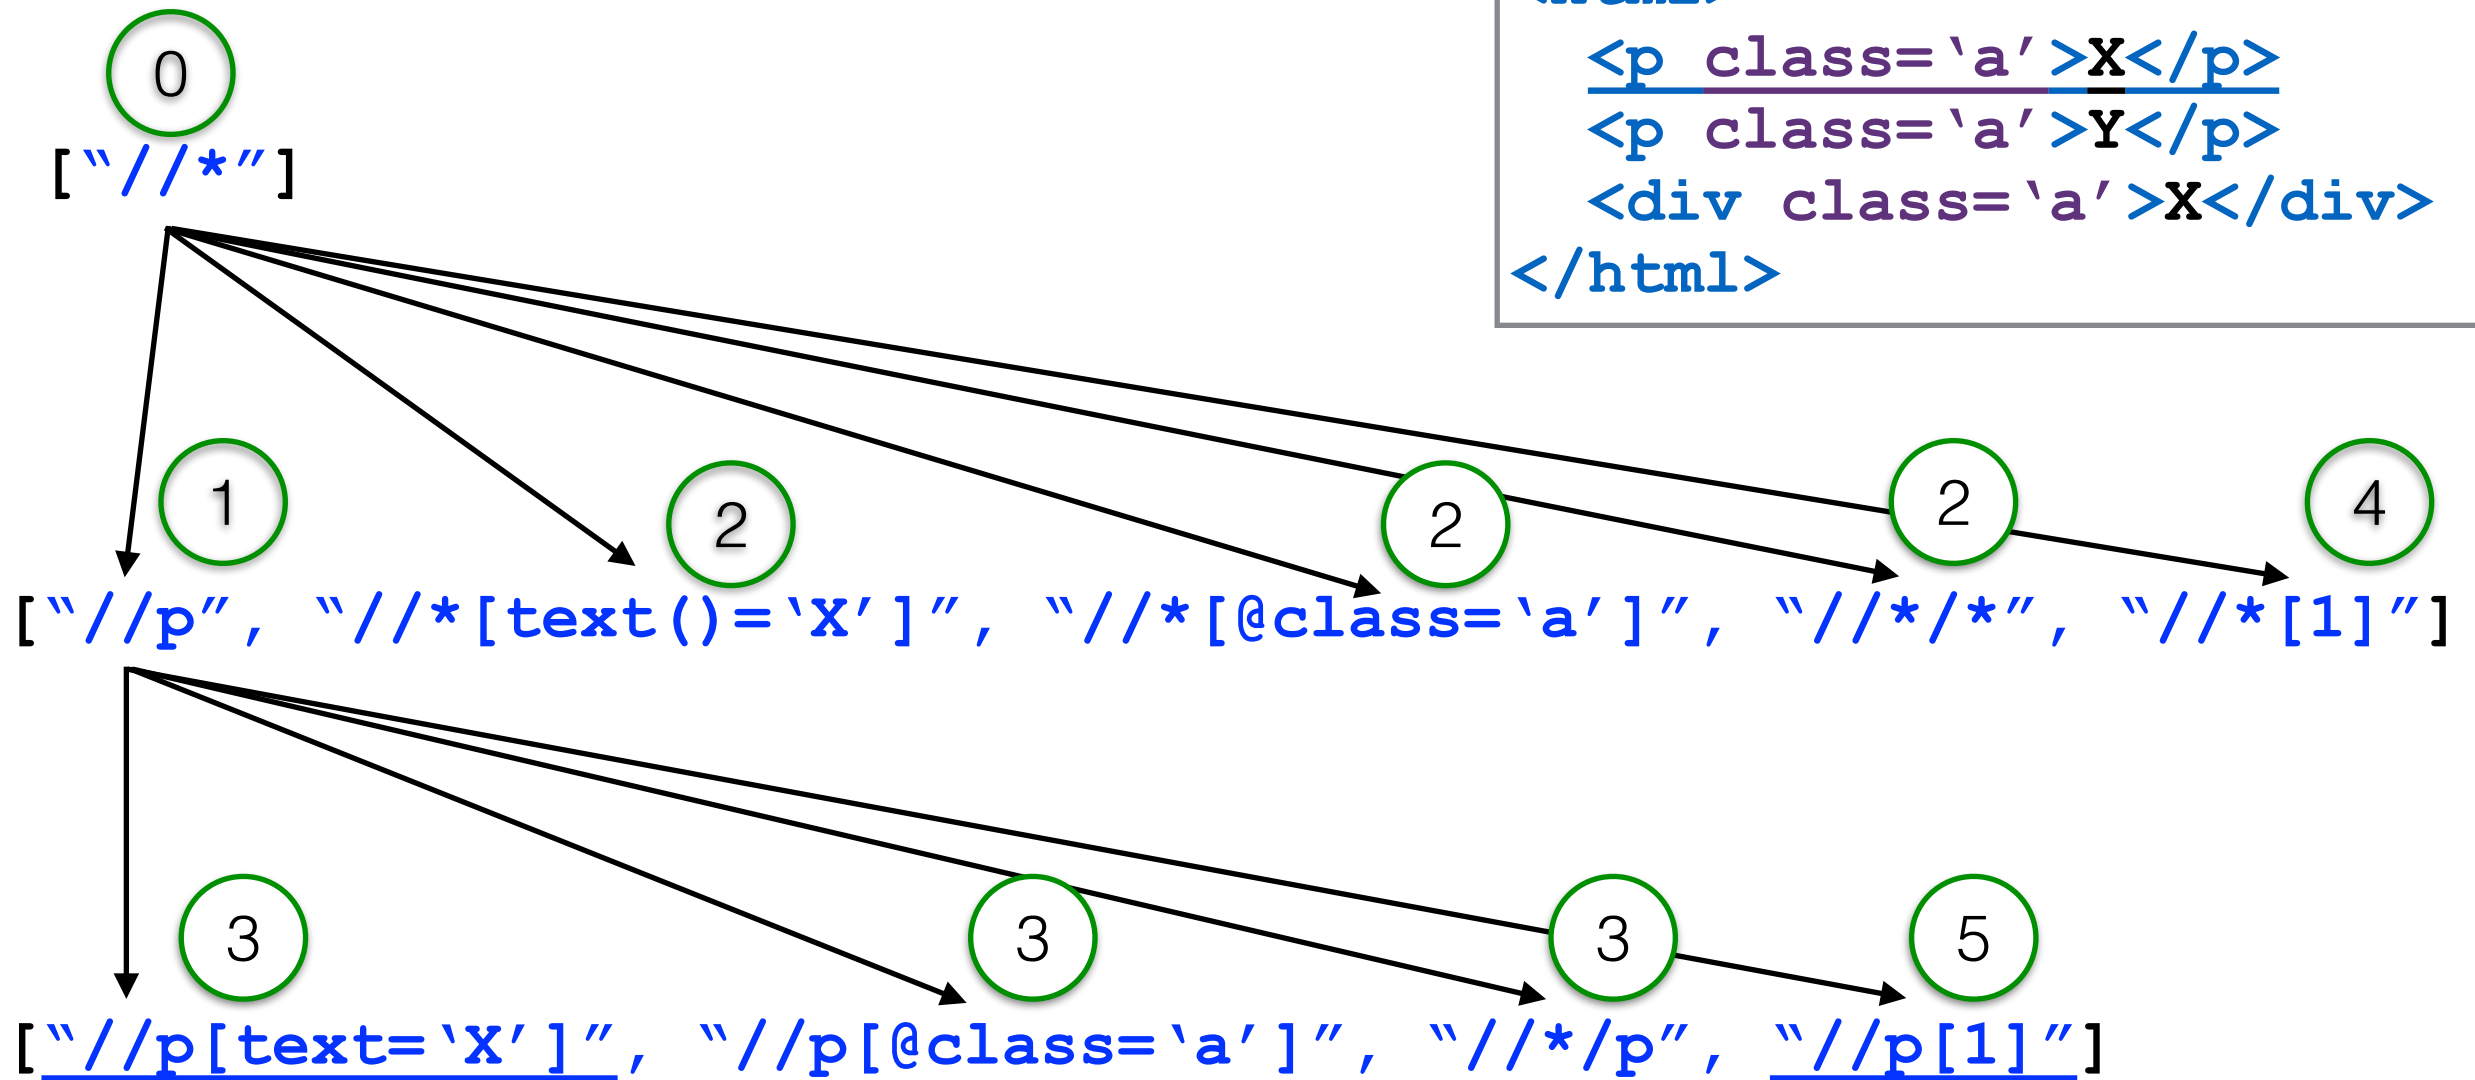 <html>
<p class=‘a’>X</p>
<p class=‘a’>Y</p>
<div class=‘a’>X</div>
</html>
0
[“//*”]
1 2 2 2 4
[“//p”, “//*[text()=‘X’]”, “//*[@class=‘a’]”, “//*/*”, “//*[1]”]
3 3 3 5
[“//p[text=‘X’]”, “//p[@class=‘a’]”, “//*/p”, “//p[1]”]